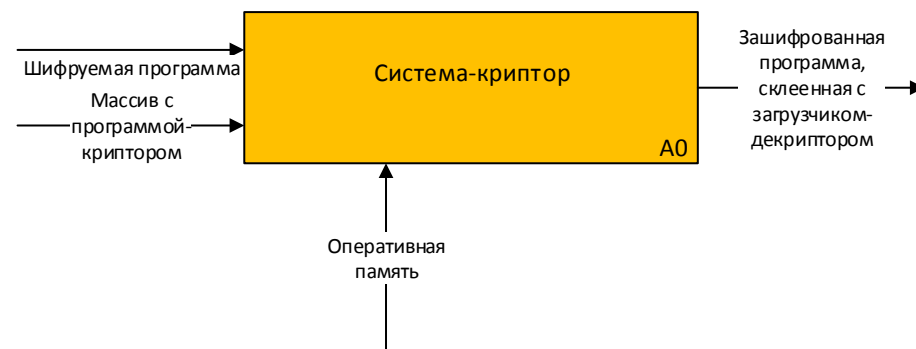 Шифруемая программа
Массив с
программой-
криптором
Система-криптор
A0
Зашифрованная
программа,
склеенная с
загрузчиком-
декриптором
Оперативная
память